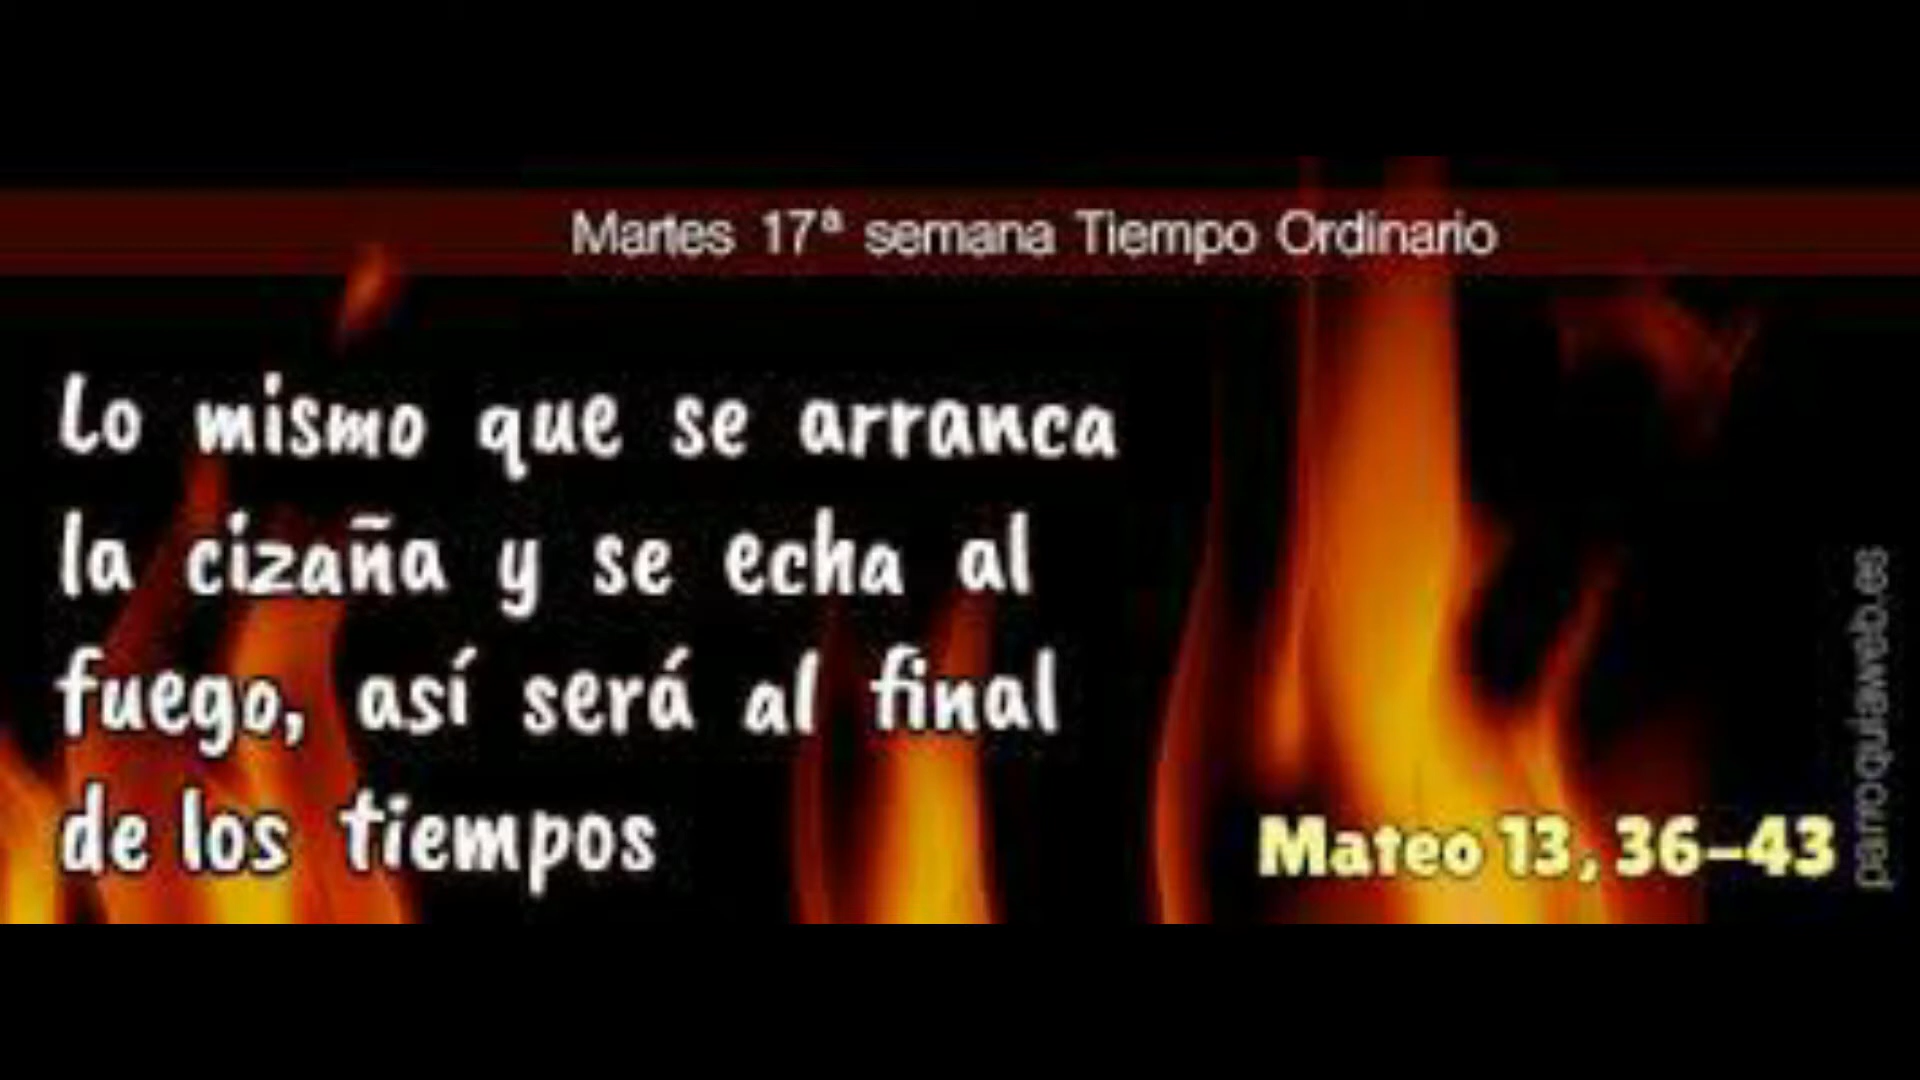 Martes 17ª semana Tiempo Ordinario
Lo mismo que se arranca
la cizaña y se echa al
fuego, así será al final
de los tiempos
Mateo 13, 36-43
parroquiaweb.es